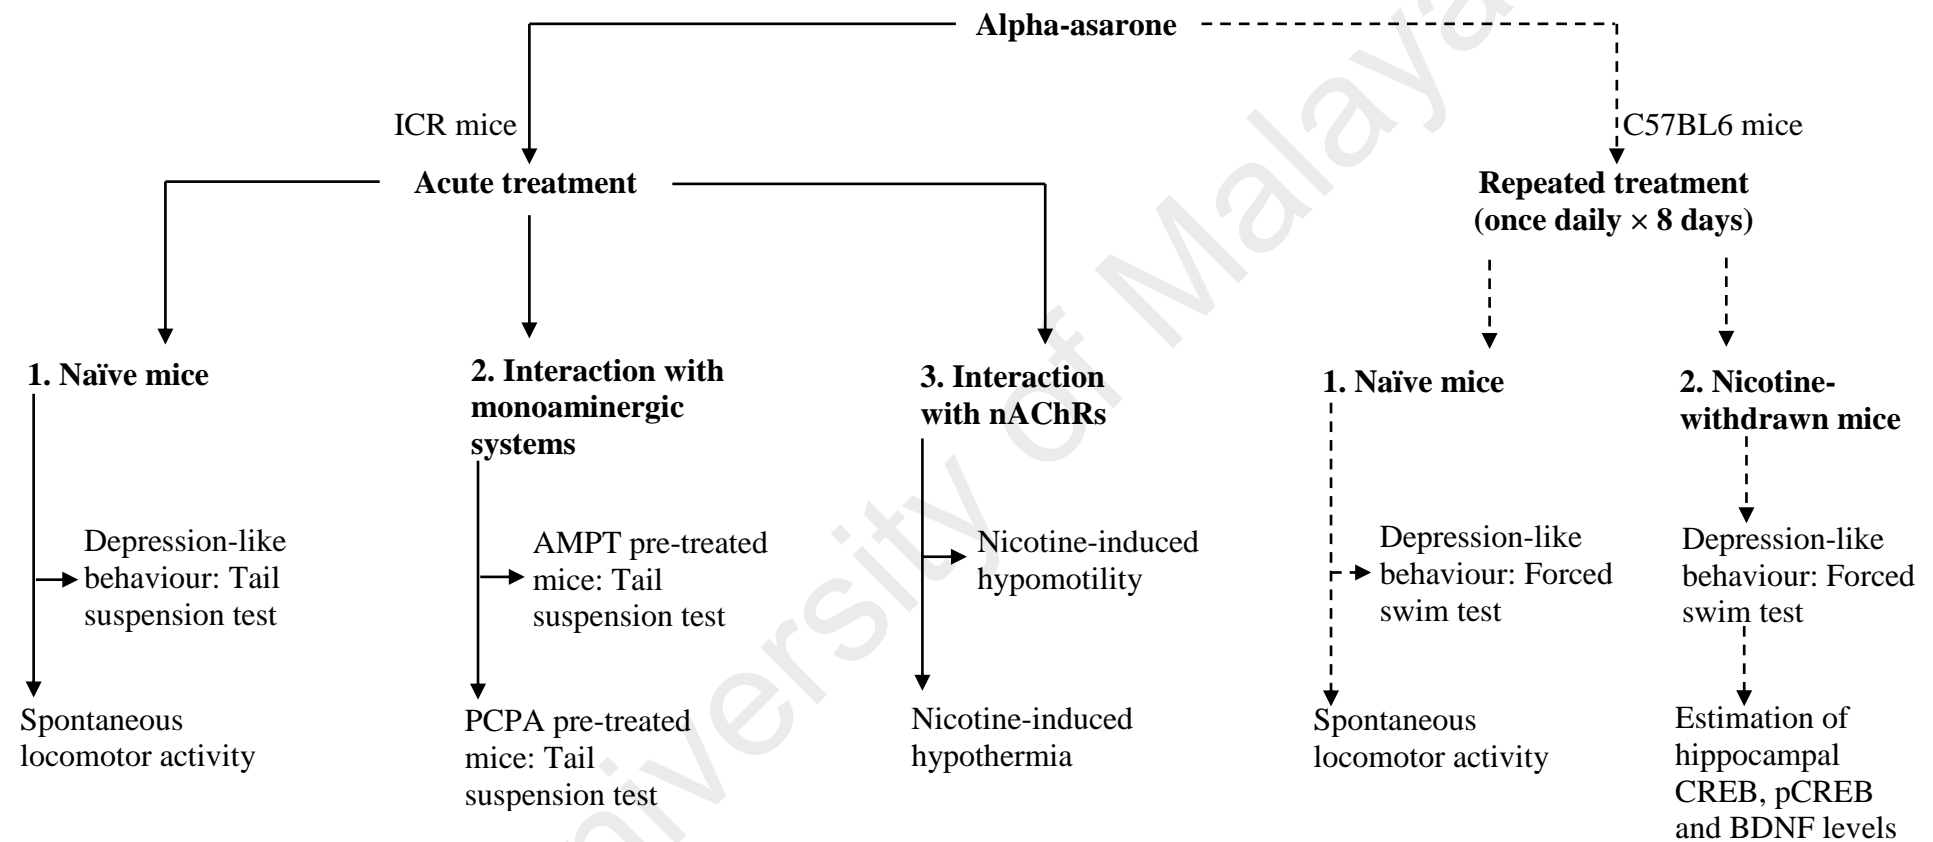 Alpha-asarone
ICR mice
C57BL6 mice
Acute treatment
Repeated treatment
(once daily × 8 days)
1. Naïve mice
2. Interaction with
monoaminergic
systems
3. Interaction
with nAChRs
1. Naïve mice
2. Nicotine-
withdrawn mice
Depression-like
behaviour: Tail
suspension test
AMPT pre-treated
mice: Tail
suspension test
Nicotine-induced
hypomotility
Depression-like
behaviour: Forced
swim test
Depression-like
behaviour: Forced
swim test
Spontaneous
locomotor activity
PCPA pre-treated
mice: Tail
suspension test
Nicotine-induced
hypothermia
Spontaneous
locomotor activity
Estimation of
hippocampal
CREB, pCREB
and BDNF levels
niversity of Malaya